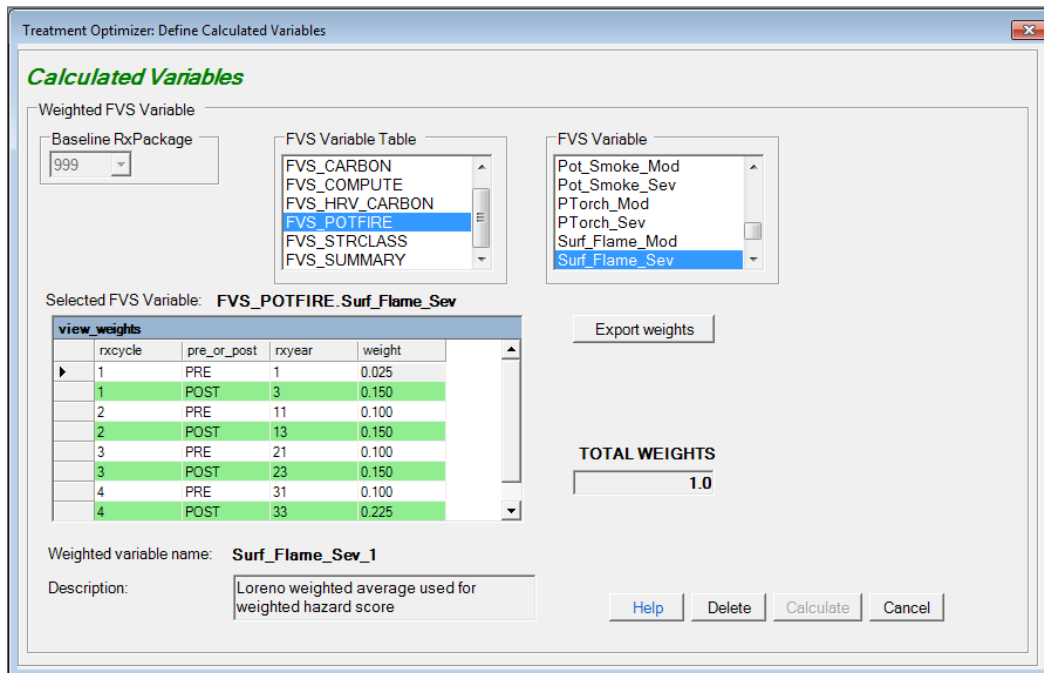 Treatment Optimizer: Define Calculated Variables
Calculated Variables
Weighted FVS Variable
Baseline RxPackage
999
FVS Variable Table
FVS_CARBON
FVS_COMPUTE
FVS_HRV_CARBON
FVS_POTFIRE
FVS_STRCLASS
FVS_SUMMARY
FVS Variable
Pot_Smoke_Mod
Pot_Smoke_Sev
PTorch_Mod
PTorch_Sev
Surf_Flame_Mod
Surf_Flame_Sev
Selected FVS Variable: FVS_POTFIRE.Surf_Flame_Sev
view_weights
rxcycle pre_or_post rxyear weight
1 PRE 1 0.025
1 POST 3 0.150
2 PRE 11 0.100
2 POST 13 0.150
3 PRE 21 0.100
3 POST 23 0.150
4 PRE 31 0.100
4 POST 33 0.225
Export weights
TOTAL WEIGHTS
1.0
Weighted variable name: Surf_Flame_Sev_1
Description:
Loreno weighted average used for
weighted hazard score
Help Delete Calculate Cancel